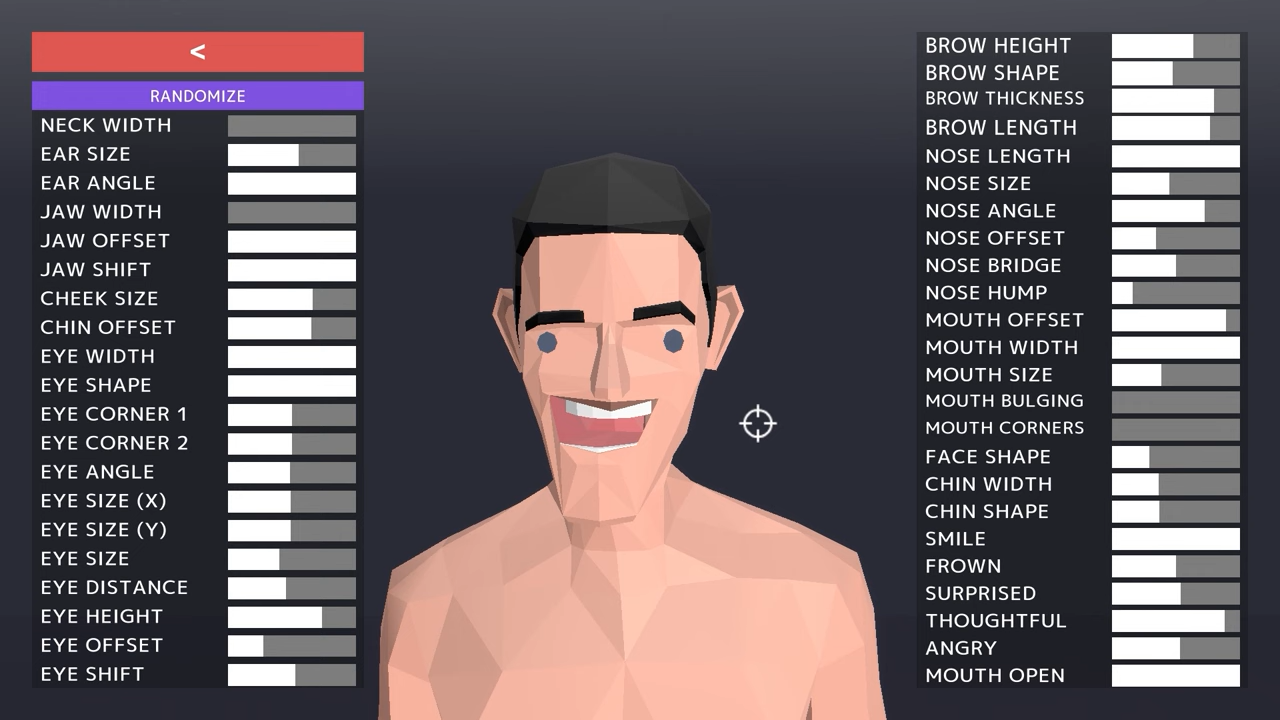 <
RANDOMIZE
NECK WIDTH
EAR SIZE
EAR ANGLE
JAW WIDTH
JAW OFFSET
JAW SHIFT
CHEEK SIZE
CHIN OFFSET
EYE WIDTH
EYE SHAPE
EYE CORNER 1
EYE CORNER 2
EYE ANGLE
EYE SIZE (X)
EYE SIZE (Y)
EYE SIZE
EYE DISTANCE
EYE HEIGHT
EYE OFFSET
EYE SHIFT
BROW HEIGHT
BROW SHAPE
BROW THICKNESS
BROW LENGTH
NOSE LENGTH
NOSE SIZE
NOSE ANGLE
NOSE OFFSET
NOSE BRIDGE
NOSE HUMP
MOUTH OFFSET
MOUTH WIDTH
MOUTH SIZE
MOUTH BULGING
MOUTH CORNERS
FACE SHAPE
CHIN WIDTH
CHIN SHAPE
SMILE
FROWN
SURPRISED
THOUGHTFUL
ANGRY
MOUTH OPEN